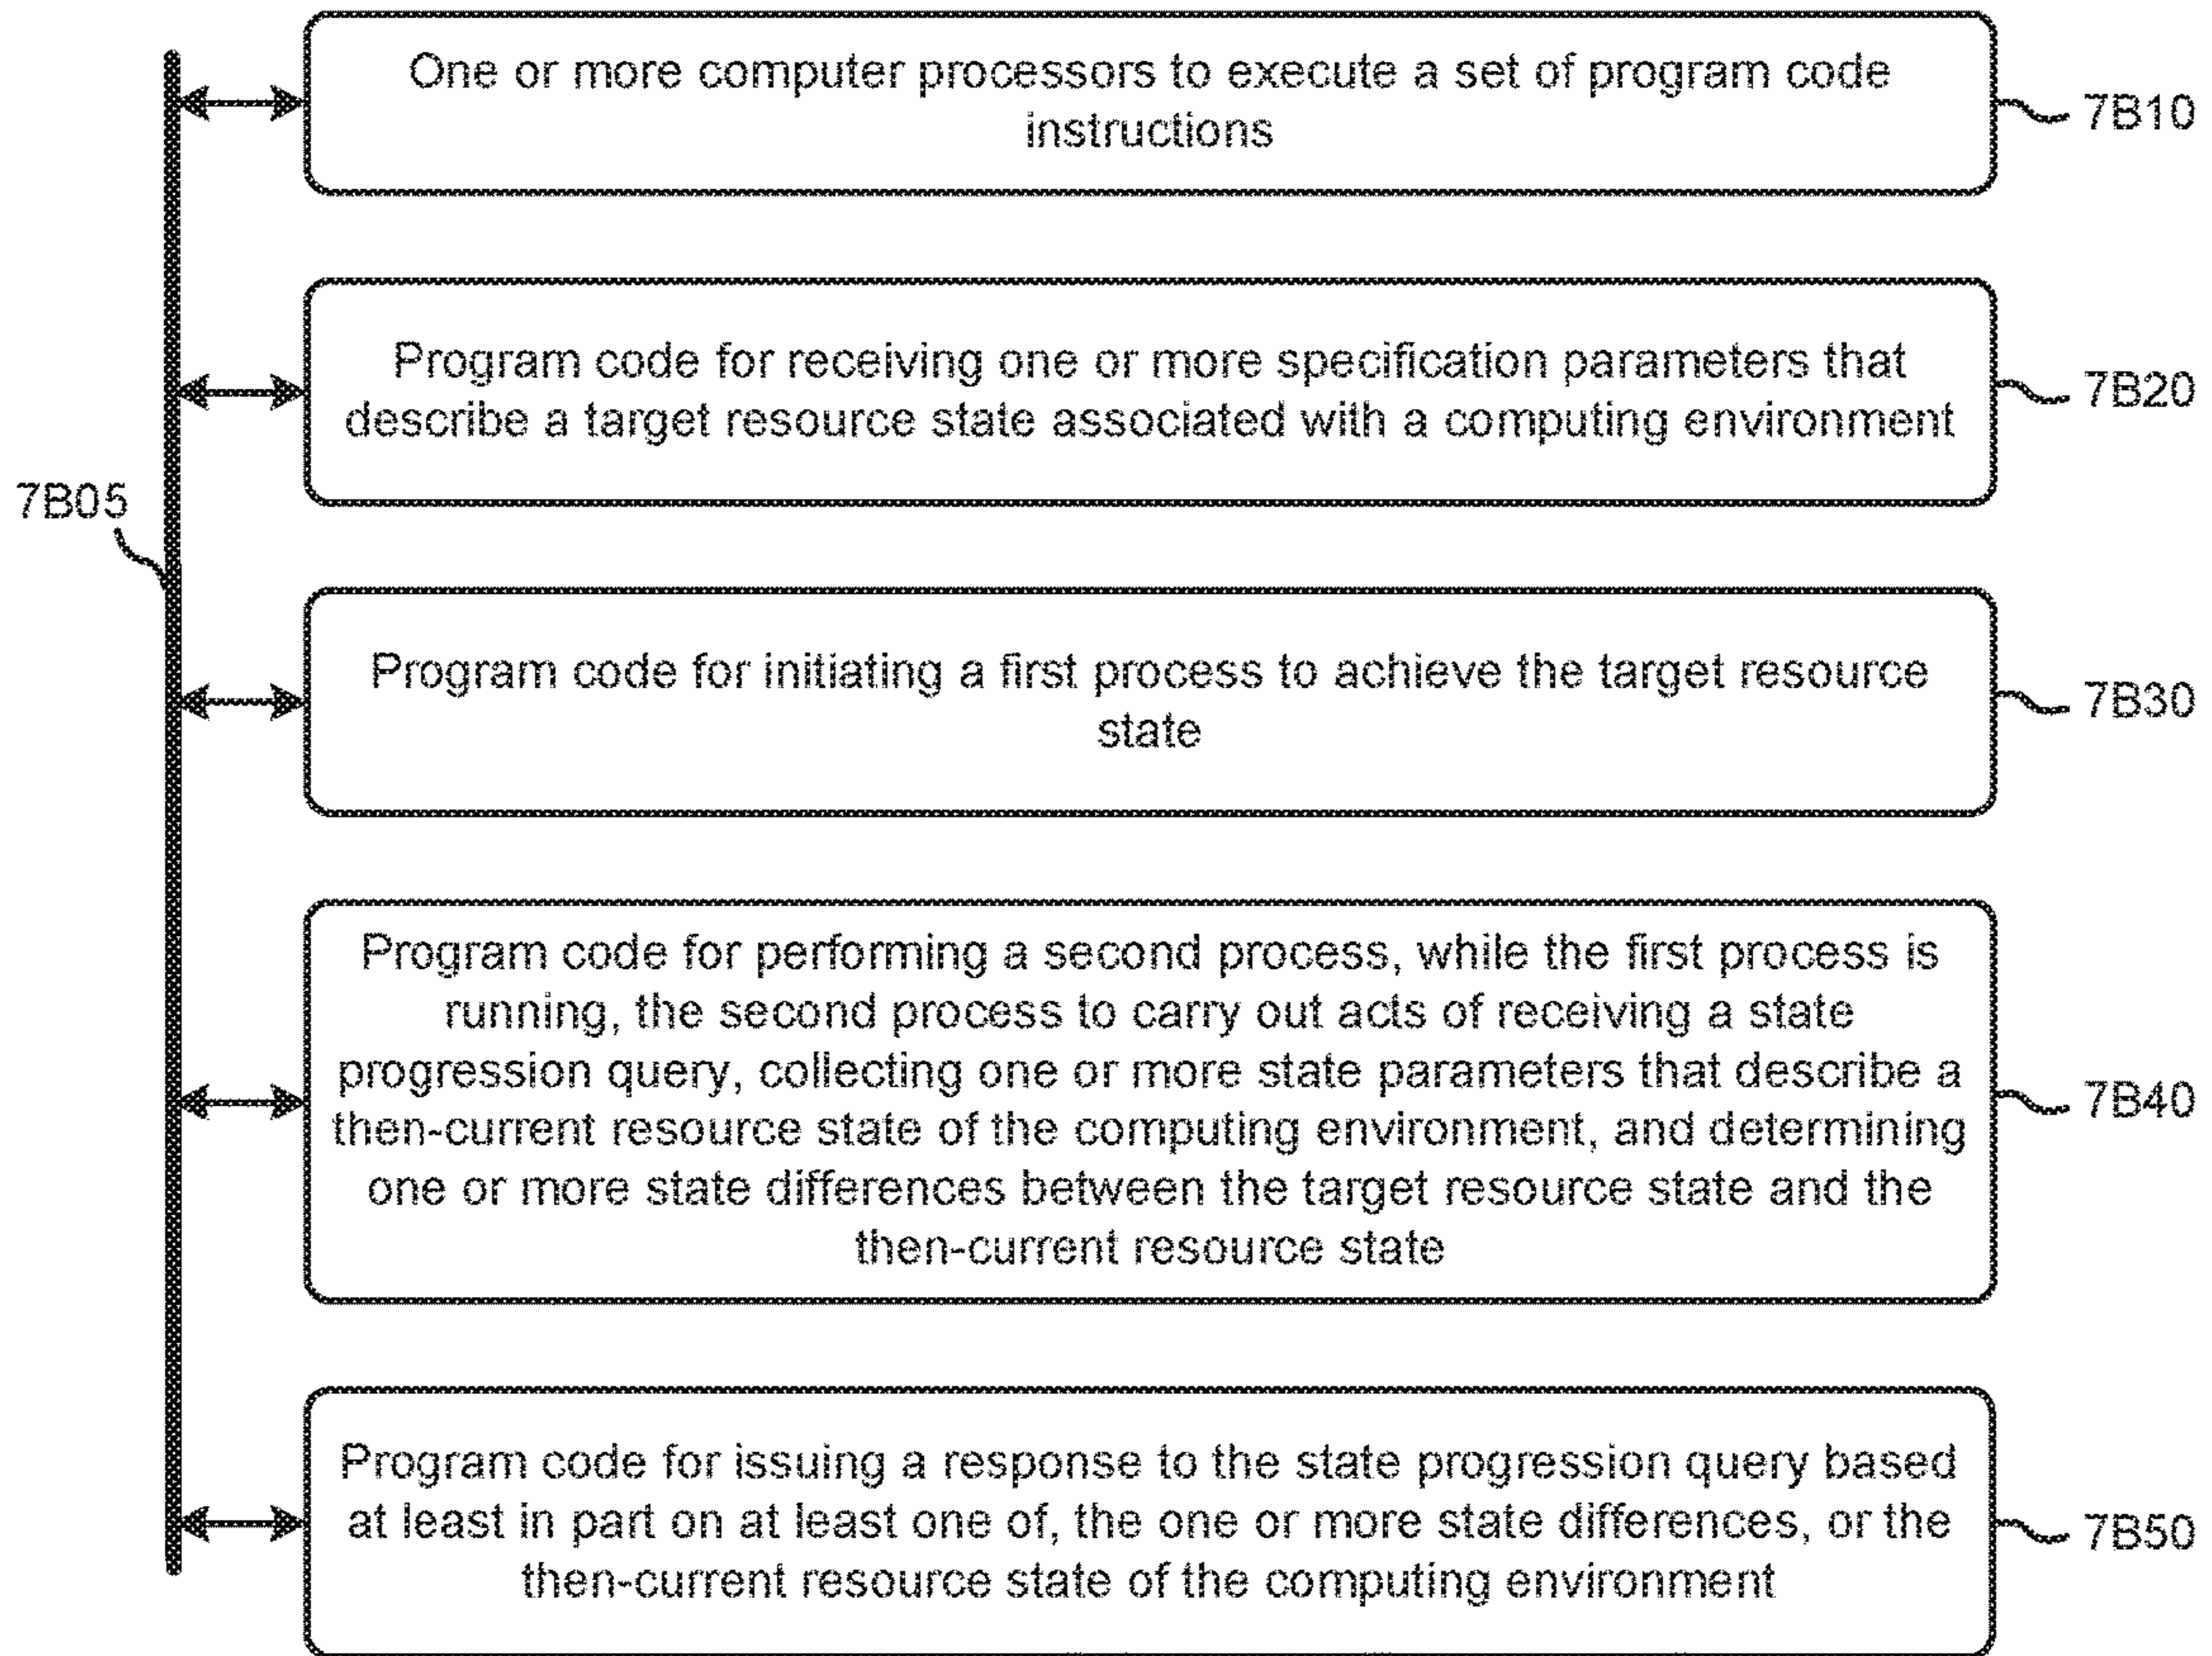 One or more computer processors to execute a set of program code
instructions
7B10
Program code for receiving one or more specification parameters that
describe a target resource state associated with a computing environment
7B20
7B05
Program code for initiating a first process to achieve the target resource
state
7B30
Program code for performing a second process, while the first process is
running, the second process to carry out acts of receiving a state
progression query, collecting one or more state parameters that describe a
then-current resource state of the computing environment, and determining
one or more state differences between the target resource state and the
then-current resource state
7B40
Program code for issuing a response to the state progression query based
at least in part on at least one of, the one or more state differences, or the
then-current resource state of the computing environment
7B50